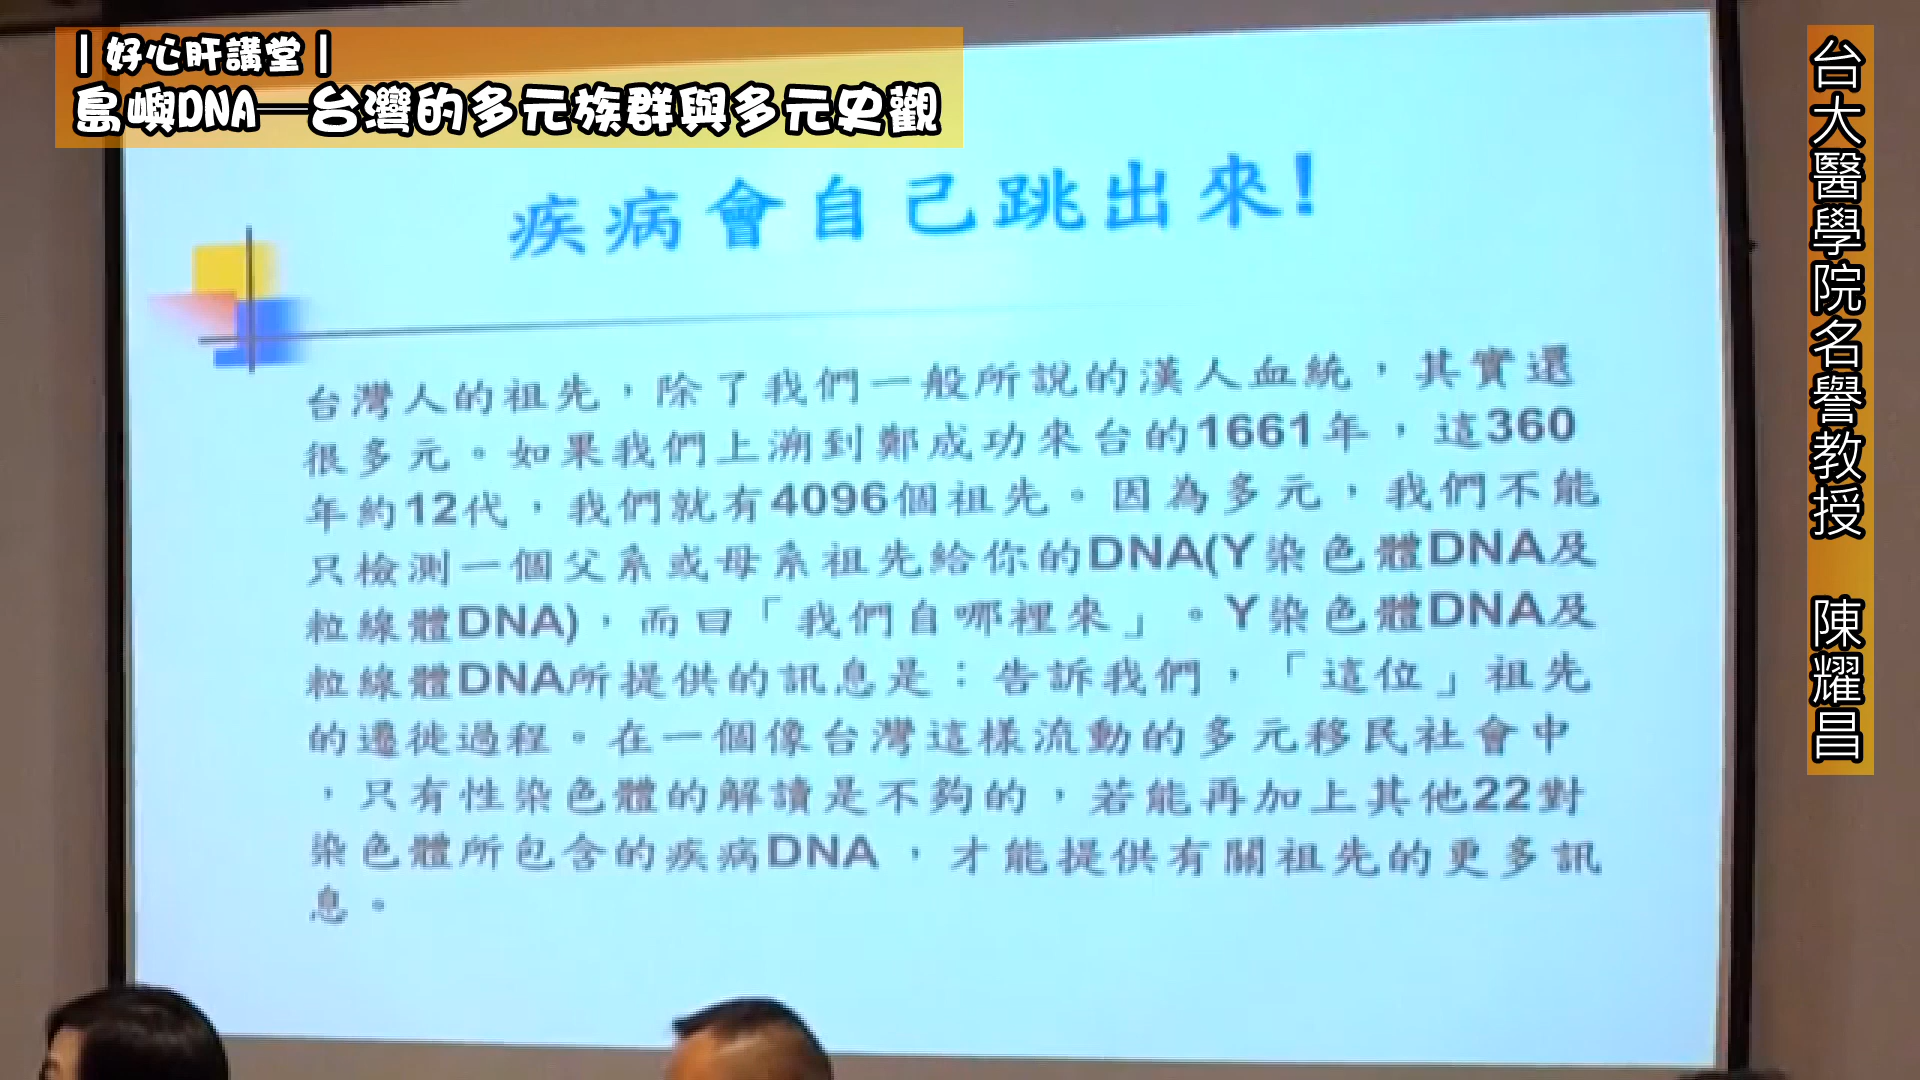 |好心肝講堂|
島嶼DNA—台灣的多元族群與多元史觀
台大醫學院名譽教授 陳耀昌
疾病會自己跳出來!
台灣人的祖先，除了我們一般所說的漢人血統，其實還
很多元。如果我們上溯到鄭成功來台的1661年，這360
年約12代，我們就有4096個祖先。因為多元，我們不能
只檢測一個父系或母系祖先給你的DNA(Y染色體DNA及
粒線體DNA)，而曰「我們自哪裡來」。Y染色體DNA及
粒線體DNA所提供的訊息是：告訴我們，「這位」祖先
的遷徙過程。在一個像台灣這樣流動的多元移民社會中
，只有性染色體的解讀是不夠的，若能再加上其他22對
染色體所包含的疾病DNA，才能提供有關祖先的更多訊
息。